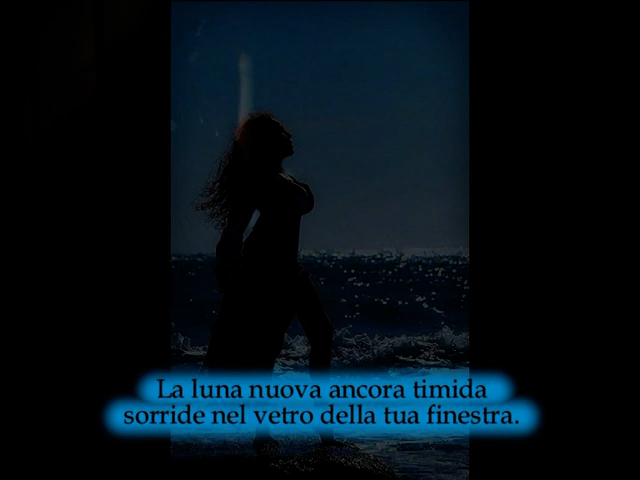 La luna nuova ancora timida
sorride nel vetro della tua finestra.